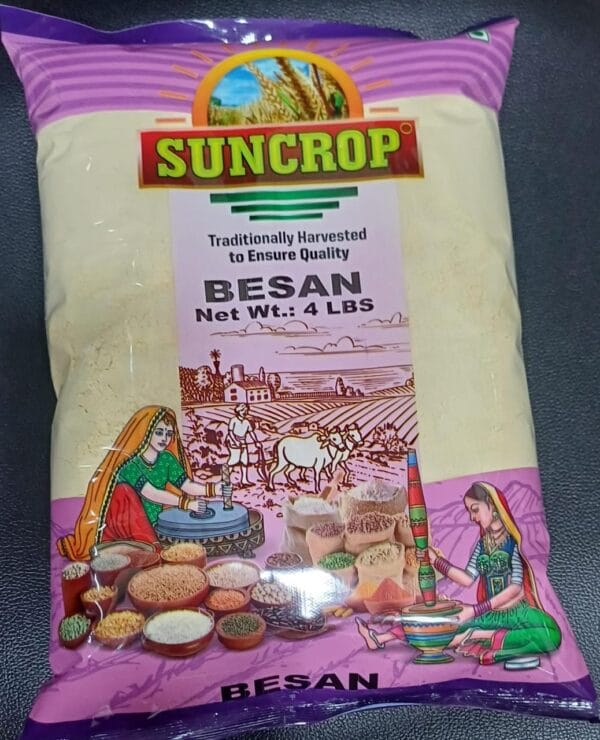 SUNCROP
Traditionally Harvested
to Ensure Quality
BESAN
Net Wt.: 4 LBS
BESAN